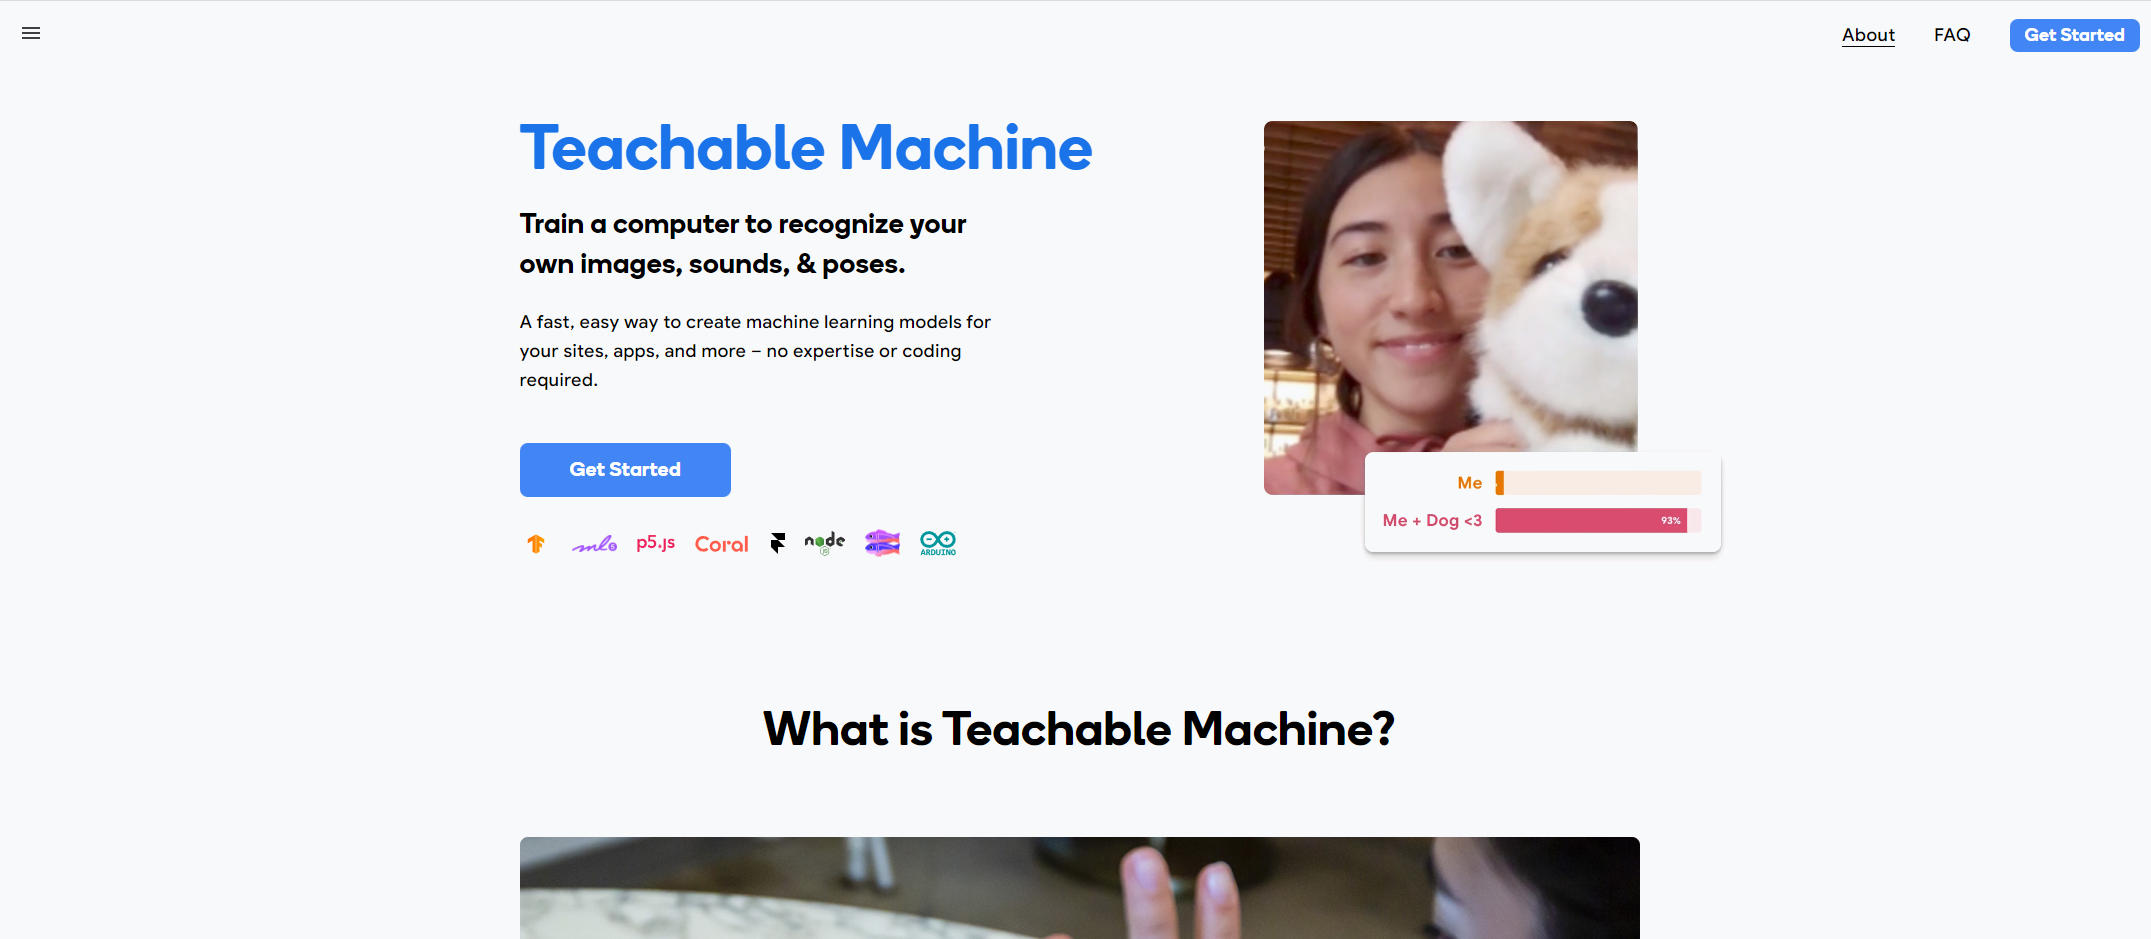 About
FAQ
Get Started
Teachable Machine
Train a computer to recognize your
own images, sounds, & poses.
A fast, easy way to create machine learning models for
your sites, apps, and more – no expertise or coding
required.
Get Started
ml5
p5.js
Coral
node
JS
ARDUINO
Me
Me + Dog <3
93%
What is Teachable Machine?